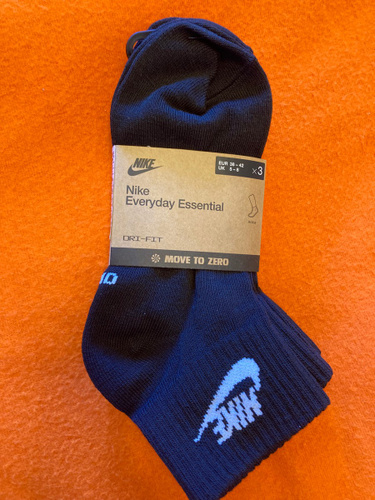 NIKE
EUR 38 - 42
UK 5 - 8
x3
Nike
Everyday Essential
DRI-FIT
MOVE TO ZERO
NIKE